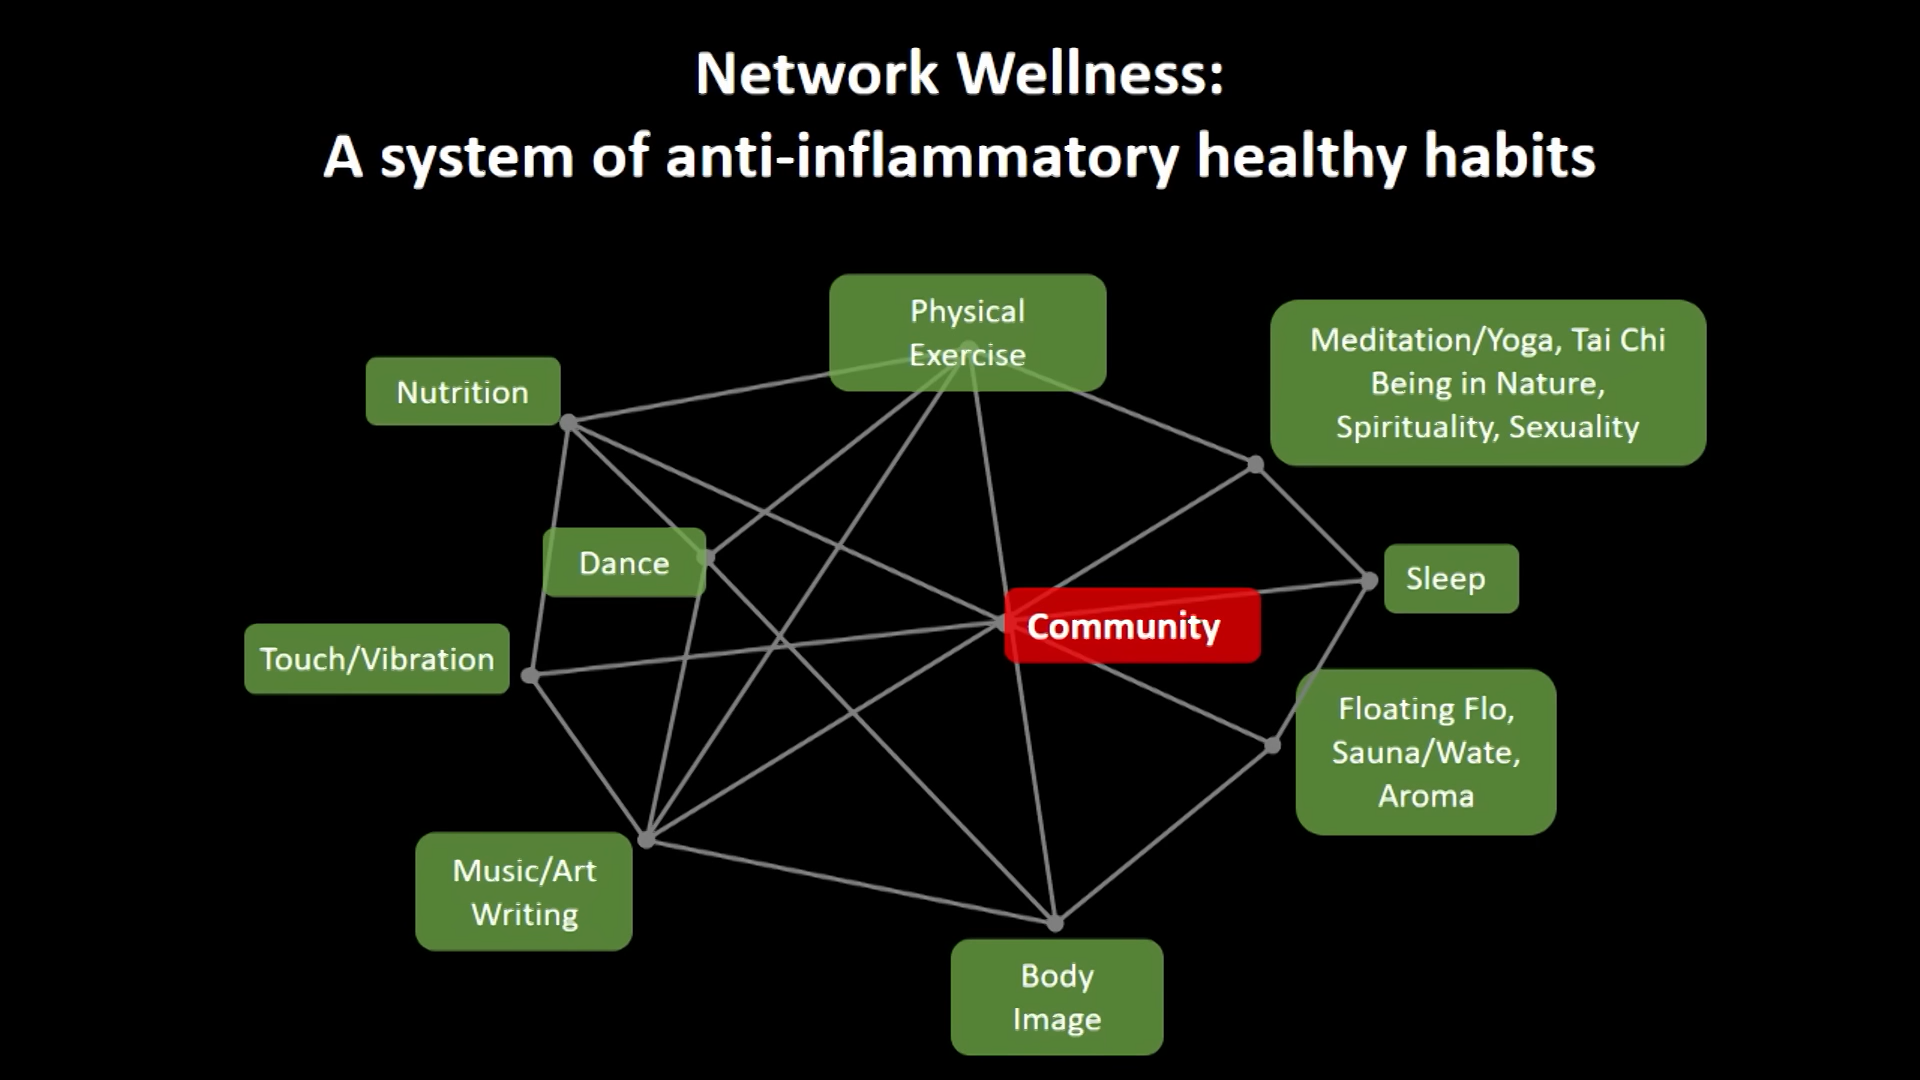 Network Wellness:
A system of anti-inflammatory healthy habits
Physical
Exercise
Meditation/Yoga, Tai Chi
Being in Nature,
Spirituality, Sexuality
Nutrition
Dance
Sleep
Community
Touch/Vibration
Floating Flo,
Sauna/Wate,
Aroma
Music/Art
Writing
Body
Image